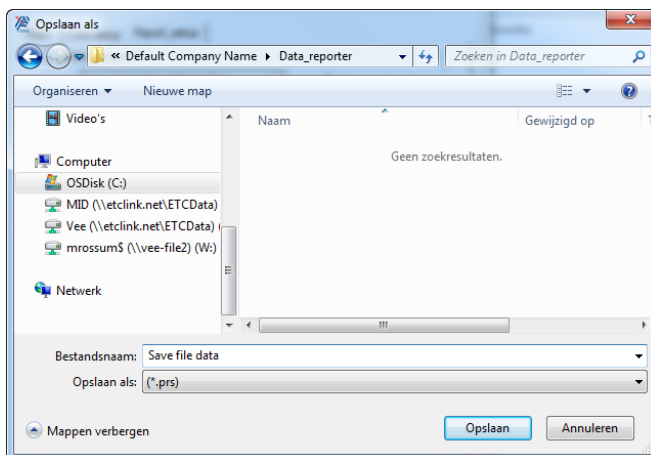 Opslaan als
« Default Company Name ▸ Data_reporter
Zoeken in Data_reporter
Organiseren
Nieuwe map
Video's
Computer
OSDisk (C:)
MID (\\etclink.net\ETCData)
Vee (\\etclink.net\ETCData) (
mrossum$ (\\vee-file2) (W:)
Netwerk
Naam
Gewijzigd op
T
Geen zoekresultaten.
Bestandsnaam: Save file data
Opslaan als: (*.prs)
Mappen verbergen
Opslaan
Annuleren